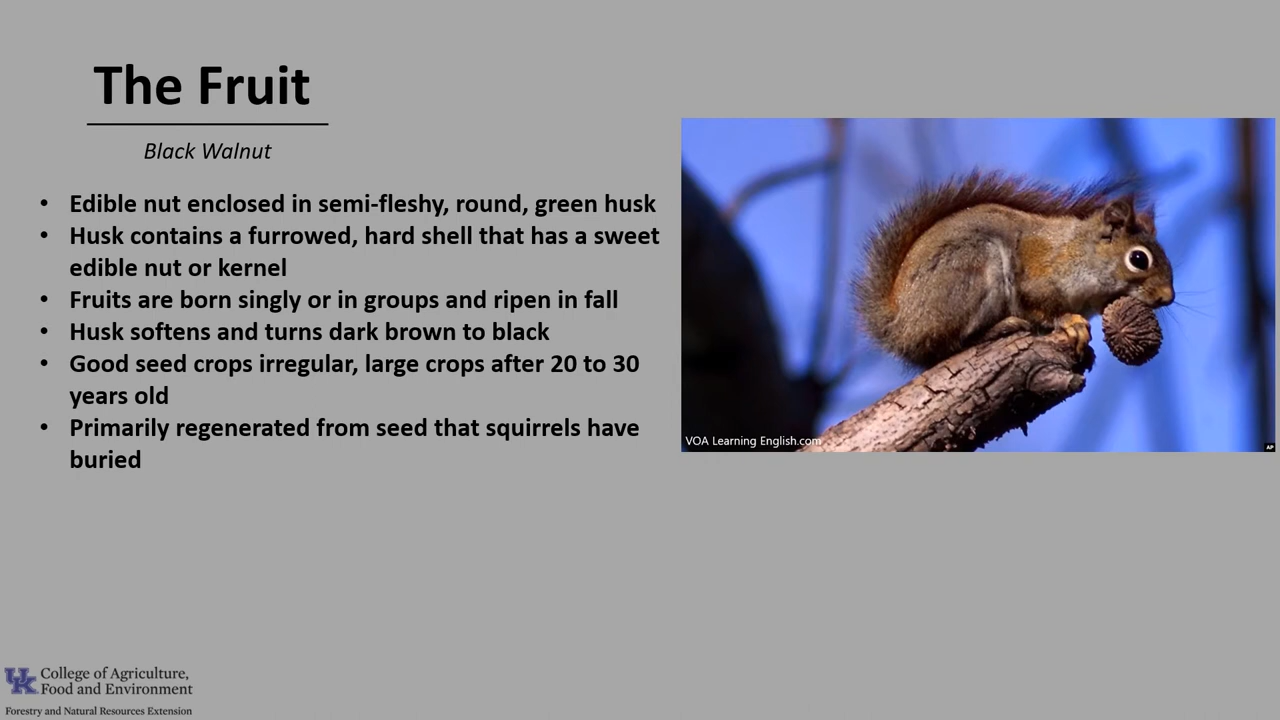 The Fruit
Black Walnut
• Edible nut enclosed in semi-fleshy, round, green husk
• Husk contains a furrowed, hard shell that has a sweet
edible nut or kernel
• Fruits are born singly or in groups and ripen in fall
• Husk softens and turns dark brown to black
• Good seed crops irregular, large crops after 20 to 30
years old
• Primarily regenerated from seed that squirrels have
buried
VOA Learning English.com
AP
UK College of Agriculture,
Food and Environment
Forestry and Natural Resources Extension